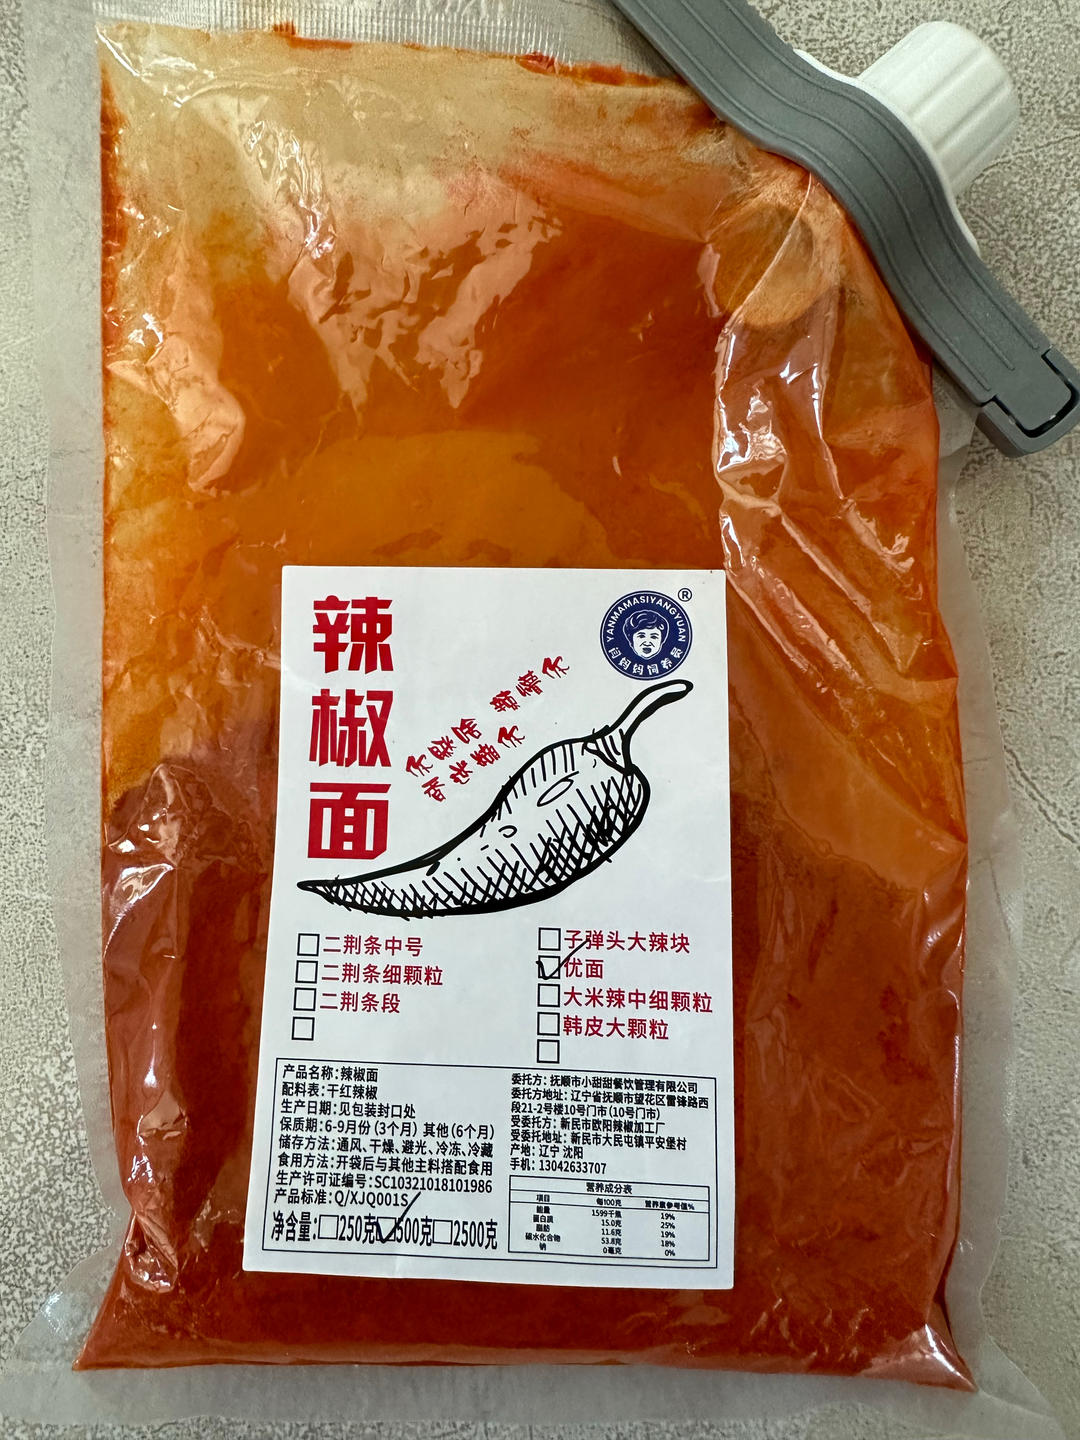 辣椒面
YANMAMASIYANGYUAN
闫妈妈饲养员
®
□二荆条中号
□二荆条细颗粒
□二荆条段
□
□子弹头大辣块
☑优面
□大米辣中细颗粒
□韩皮大颗粒
□
产品名称:辣椒面
配料表:干红辣椒
生产日期:见包装封口处
保质期:6-9月份(3个月) 其他(6个月)
储存方法:通风、干燥、避光、冷冻、冷藏
食用方法:开袋后与其他主料搭配食用
生产许可证编号:SC10321018101986
产品标准:Q/XJQ001S
净含量:□250克☑500克□2500克
委托方:抚顺市小甜甜餐饮管理有限公司
委托方地址:辽宁省抚顺市望花区雷锋路西
段21-2号楼10号门市(10号门市)
受委托方:新民市欧阳辣椒加工厂
受委托地址:新民市大民屯镇平安堡村
产地:辽宁 沈阳
手机:13042633707
营养成分表
项目 每100克 营养素参考值%
能量 1599千焦 19%
蛋白质 15.0克 25%
脂肪 11.6克 19%
碳水化合物 53.8克 18%
钠 0毫克 0%